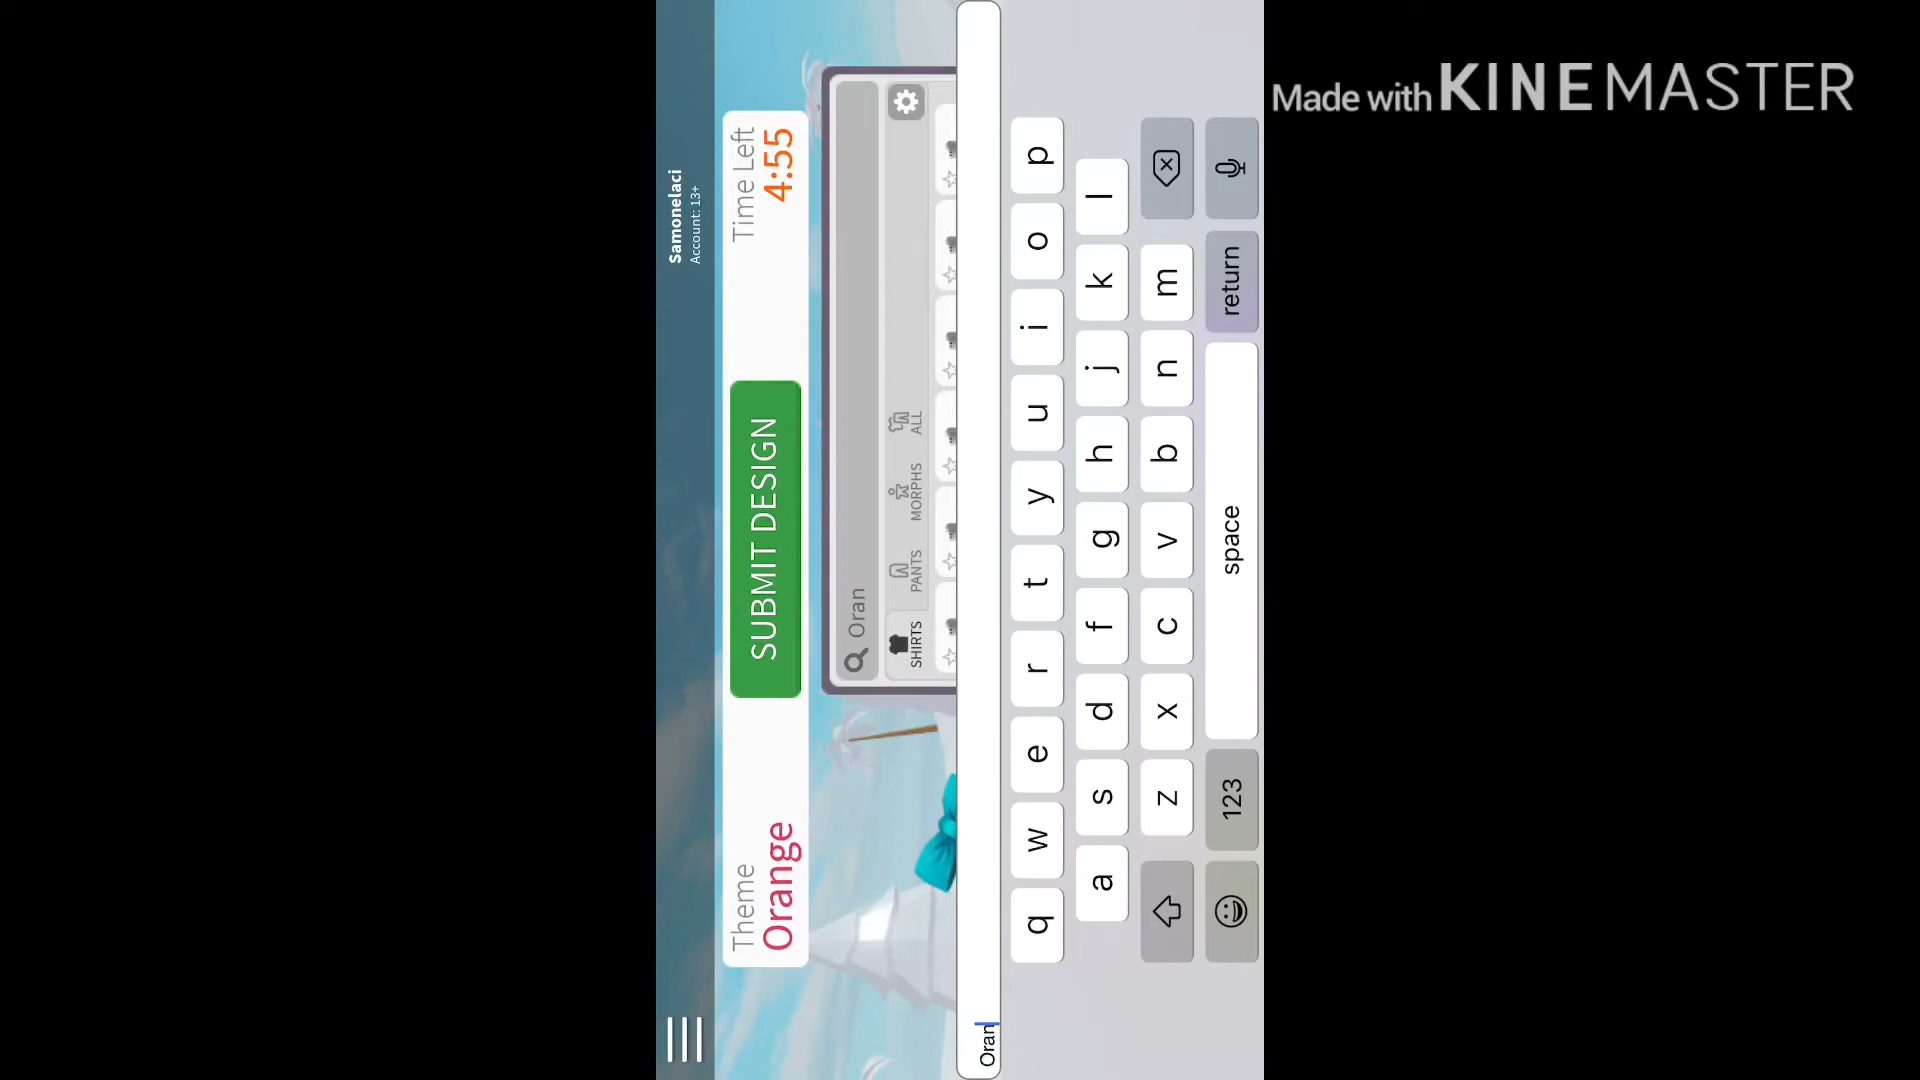 Made with KINEMASTER
Samonelaci
Account: 13+
Theme
Orange
SUBMIT DESIGN
Time Left
4:55
Oran
SHIRTS
PANTS
MORPHS
ALL
Oran
q w e r t y u i o p
a s d f g h j k l
z x c v b n m
123
space
return